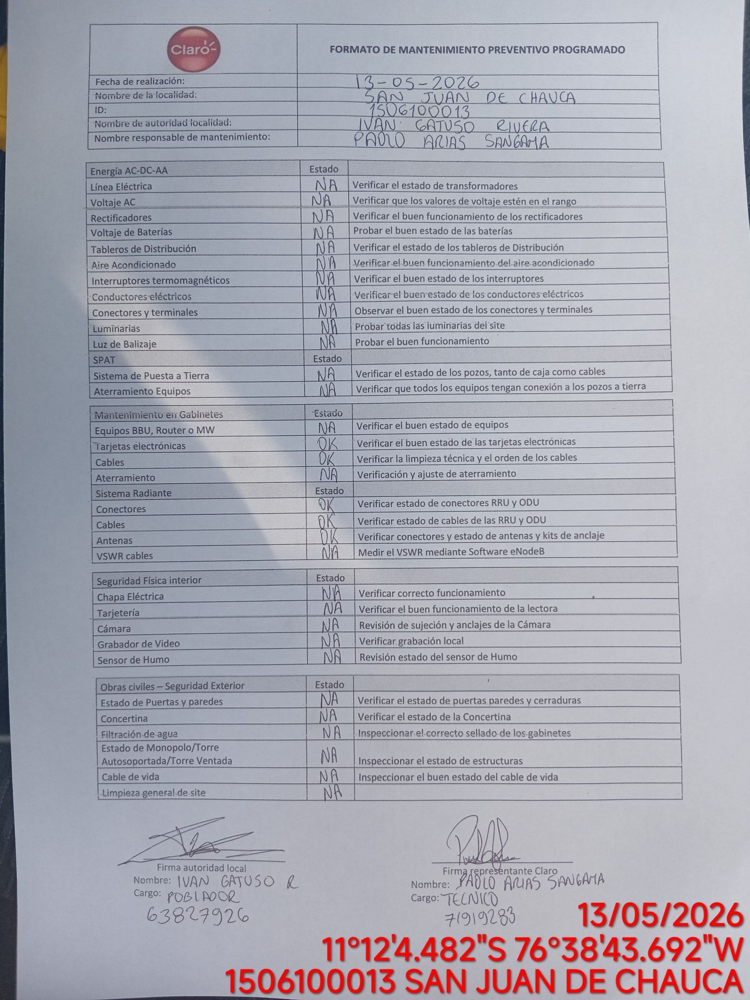 Claro
FORMATO DE MANTENIMIENTO PREVENTIVO PROGRAMADO
Fecha de realización: 13-05-2026
Nombre de la localidad: SAN JUAN DE CHAUCA
ID: 1506100013
Nombre de autoridad localidad: IVAN GATUSO RIVERA
Nombre responsable de mantenimiento: PAOLO ARIAS SANGAMA
Energía AC-DC-AA Estado
Línea Eléctrica NA Verificar el estado de transformadores
Voltaje AC NA Verificar que los valores de voltaje estén en el rango
Rectificadores NA Verificar el buen funcionamiento de los rectificadores
Voltaje de Baterías NA Probar el buen estado de las baterías
Tableros de Distribución NA Verificar el estado de los tableros de Distribución
Aire Acondicionado NA Verificar el buen funcionamiento del aire acondicionado
Interruptores termomagnéticos NA Verificar el buen estado de los interruptores
Conductores eléctricos NA Verificar el buen estado de los conductores eléctricos
Conectores y terminales NA Observar el buen estado de los conectores y terminales
Luminarias NA Probar todas las luminarias del site
Luz de Balizaje NA Probar el buen funcionamiento
SPAT Estado
Sistema de Puesta a Tierra NA Verificar el estado de los pozos, tanto de caja como cables
Aterramiento Equipos NA Verificar que todos los equipos tengan conexión a los pozos a tierra
Mantenimiento en Gabinetes Estado
Equipos BBU, Router o MW NA Verificar el buen estado de equipos
Tarjetas electrónicas OK Verificar el buen estado de las tarjetas electrónicas
Cables OK Verificar la limpieza técnica y el orden de los cables
Aterramiento NA Verificación y ajuste de aterramiento
Sistema Radiante Estado
Conectores OK Verificar estado de conectores RRU y ODU
Cables OK Verificar estado de cables de las RRU y ODU
Antenas OK Verificar conectores y estado de antenas y kits de anclaje
VSWR cables NA Medir el VSWR mediante Software eNodeB
Seguridad Física interior Estado
Chapa Eléctrica NA Verificar correcto funcionamiento
Tarjetería NA Verificar el buen funcionamiento de la lectora
Cámara NA Revisión de sujeción y anclajes de la Cámara
Grabador de Video NA Verificar grabación local
Sensor de Humo NA Revisión estado del sensor de Humo
Obras civiles – Seguridad Exterior Estado
Estado de Puertas y paredes NA Verificar el estado de puertas paredes y cerraduras
Concertina NA Verificar el estado de la Concertina
Filtración de agua NA Inspeccionar el correcto sellado de los gabinetes
Estado de Monopolo/Torre
Autosoportada/Torre Ventada NA Inspeccionar el estado de estructuras
Cable de vida NA Inspeccionar el buen estado del cable de vida
Limpieza general de site NA
Firma autoridad local
Nombre: IVAN GATUSO R.
Cargo: POBLADOR
63827926
Firma representante Claro
Nombre: PAOLO ARIAS SANGAMA
Cargo: TECNICO
71919283
13/05/2026
11°12'4.482"S 76°38'43.692"W
1506100013 SAN JUAN DE CHAUCA